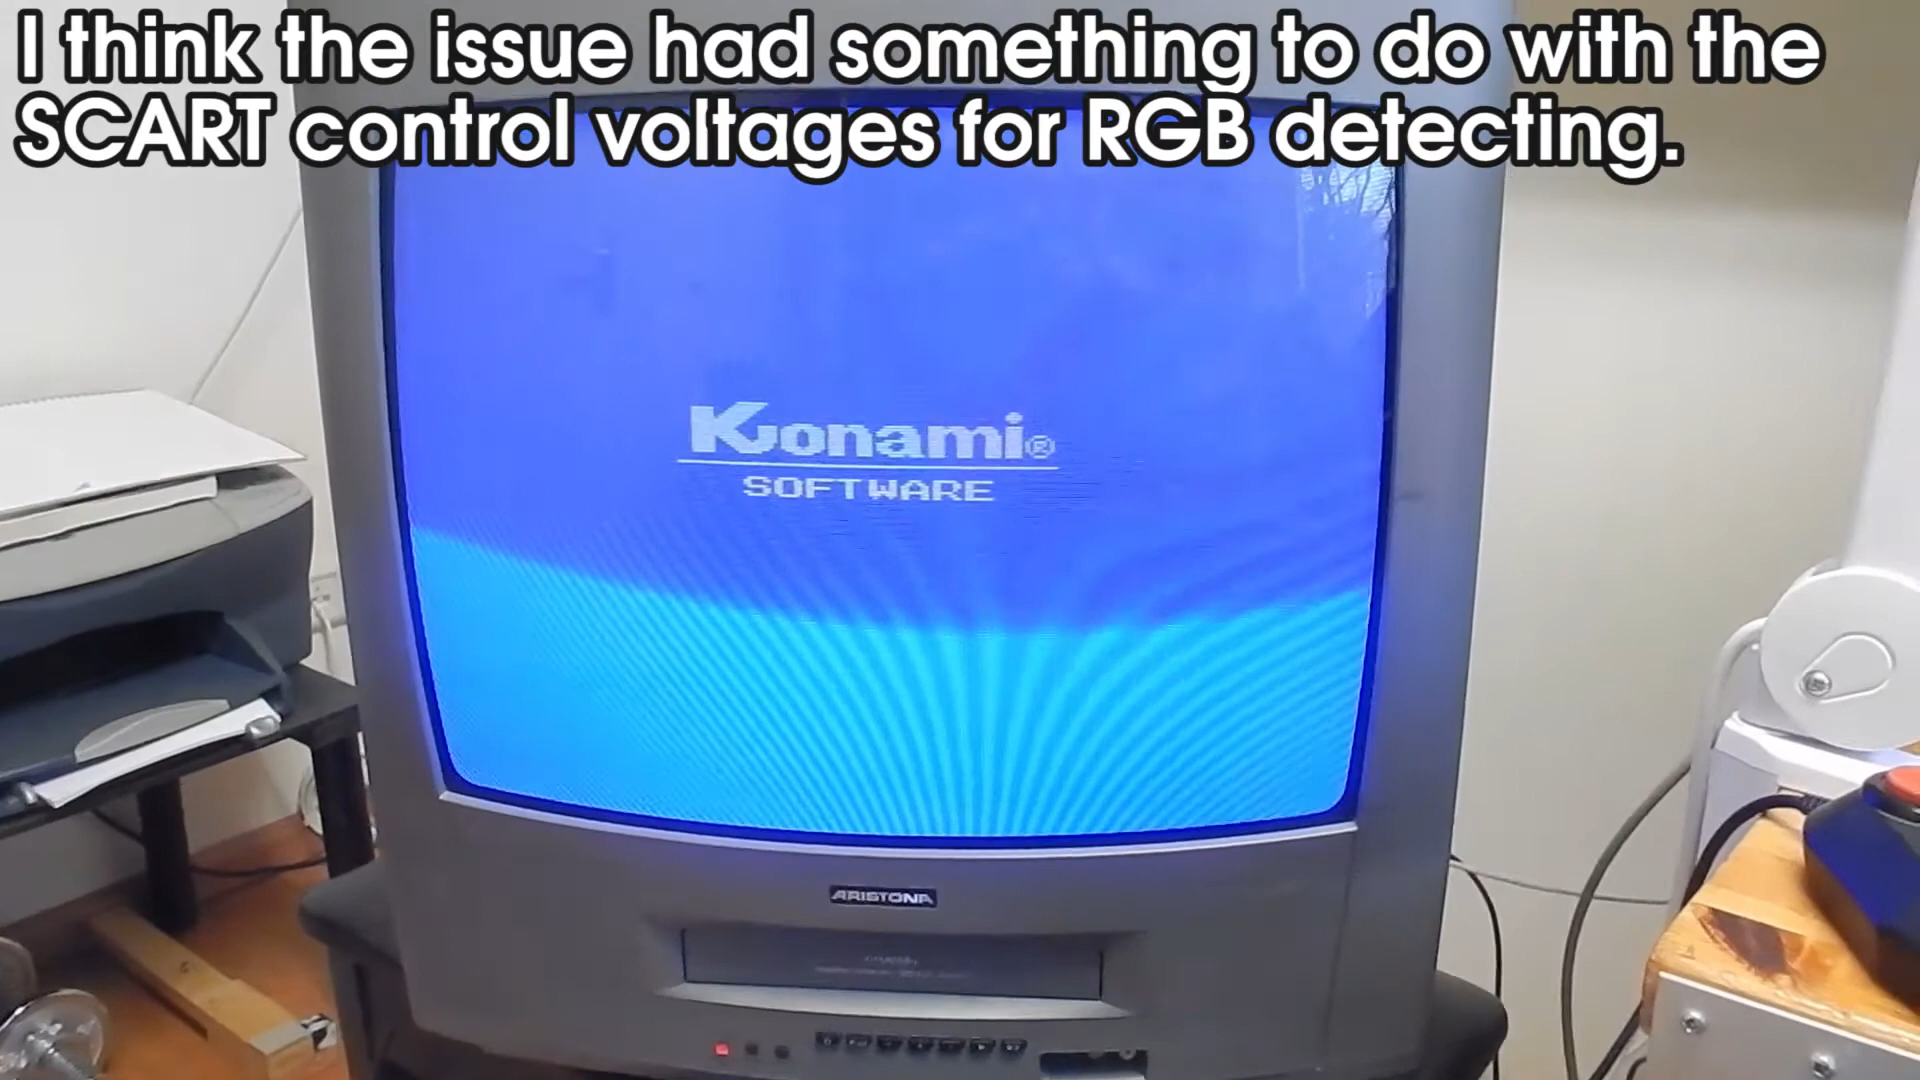 I think the issue had something to do with the
SCART control voltages for RGB detecting.
Konami®
SOFTWARE
ARISTONA